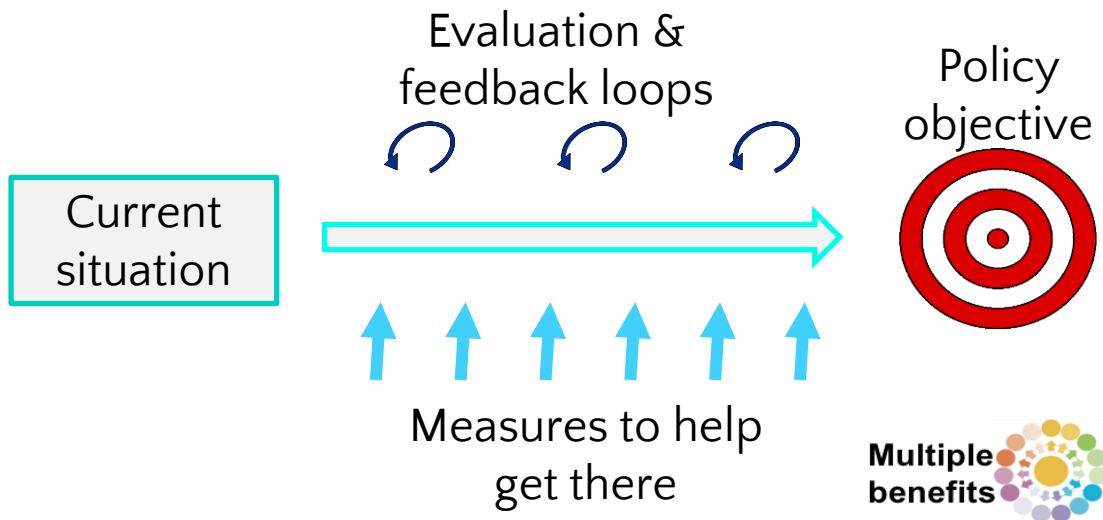 Evaluation &
feedback loops
Policy
objective
Current
situation
Measures to help
get there
Multiple
benefits